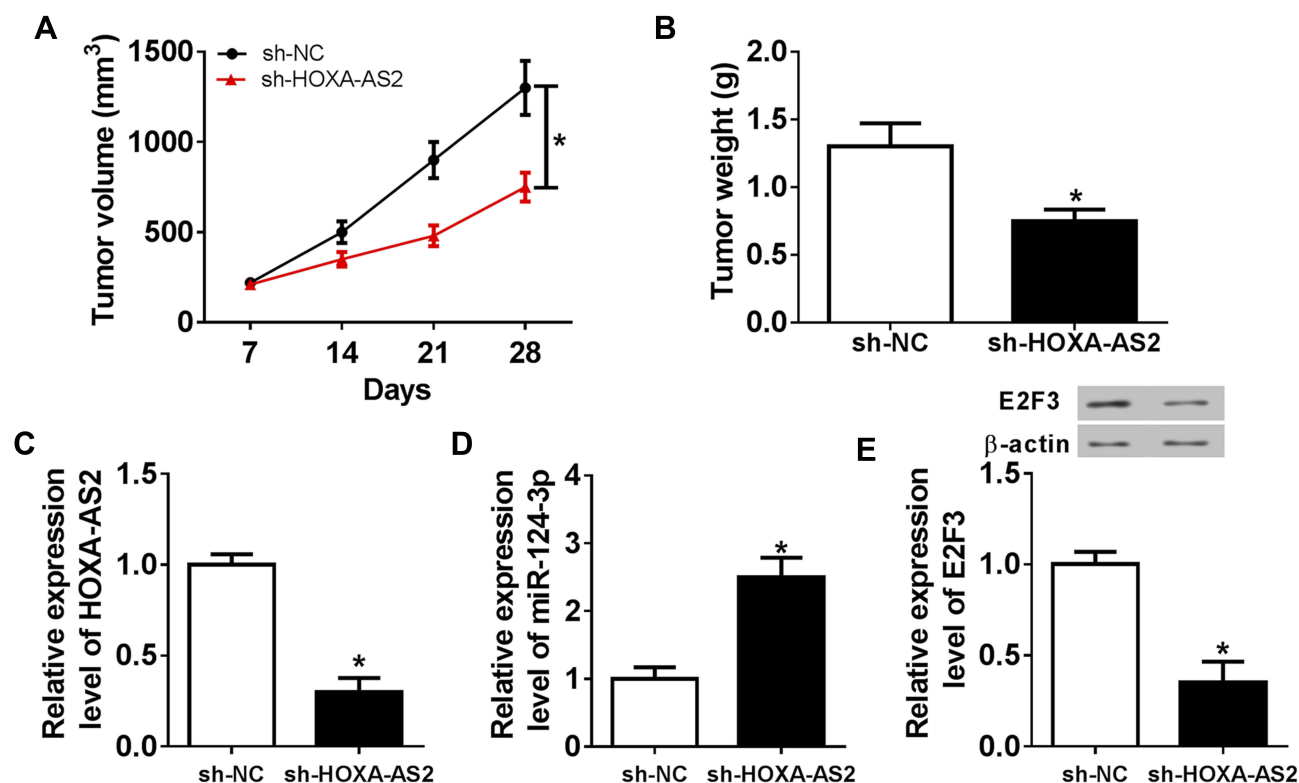 A
Tumor volume (mm3)
1500
1000
500
0
sh-NC
sh-HOXA-AS2
*
7 14 21 28
Days
B
Tumor weight (g)
2.0
1.5
1.0
0.5
0.0
*
sh-NC sh-HOXA-AS2
C
Relative expression
level of HOXA-AS2
1.5
1.0
0.5
0.0
*
sh-NC sh-HOXA-AS2
D
Relative expression
level of miR-124-3p
4
3
2
1
0
*
sh-NC sh-HOXA-AS2
E2F3
β-actin
E
Relative expression
level of E2F3
1.5
1.0
0.5
0.0
*
sh-NC sh-HOXA-AS2